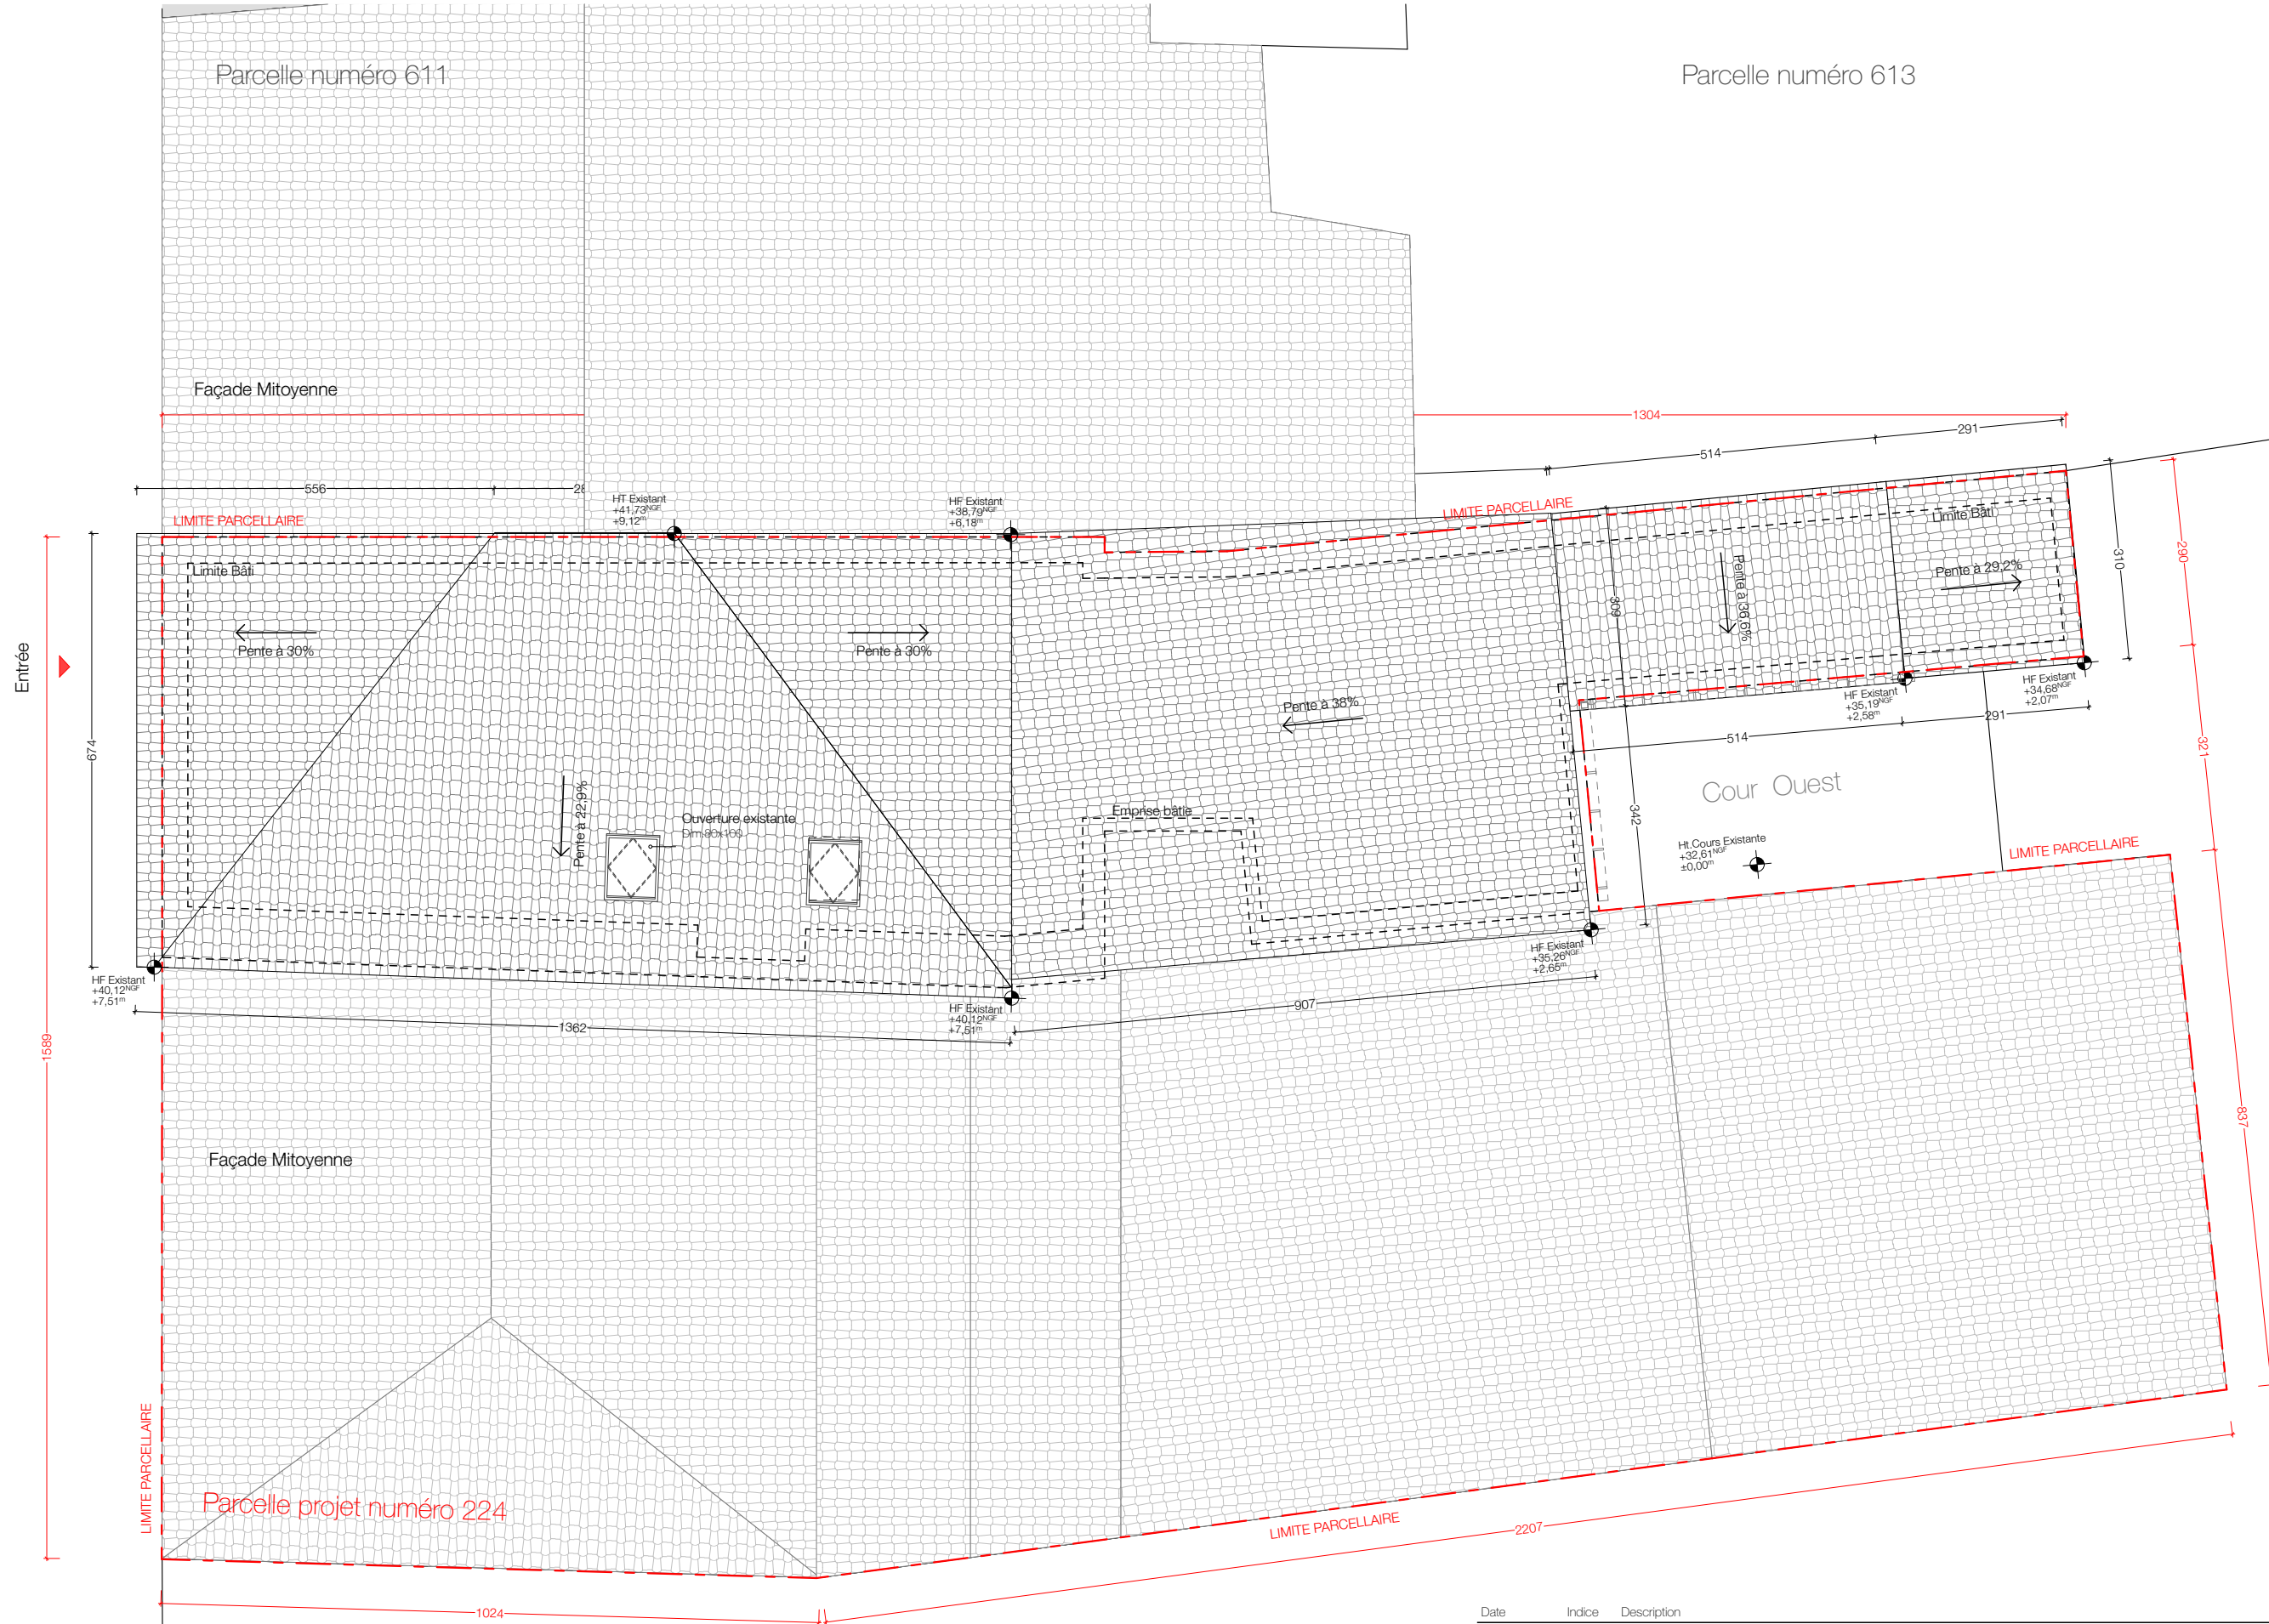 Parcelle numéro 611
Parcelle numéro 613
Façade Mitoyenne
1304
291
514
556
28
HT Existant
+41,73NGF
+9,12m
HF Existant
+38,79NGF
+6,18m
LIMITE PARCELLAIRE
LIMITE PARCELLAIRE
Limite Bâti
Limite Bâti
290
310
Pente à 29,2%
Pente à 36,6%
309
Entrée
Pente à 30%
Pente à 30%
HF Existant
+34,68NGF
+2,07m
HF Existant
+35,19NGF
+2,58m
Pente à 38%
291
514
321
674
Cour Ouest
Pente à 22,9%
Ouverture existante
Dim.80x100
Emprise bâtie
342
Ht.Cours Existante
+32,61NGF
±0,00m
LIMITE PARCELLAIRE
HF Existant
+35.26NGF
+2,65m
HF Existant
+40,12NGF
+7,51m
HF Existant
+40,12NGF
+7,51m
907
1362
1589
837
Façade Mitoyenne
LIMITE PARCELLAIRE
Parcelle projet numéro 224
LIMITE PARCELLAIRE
2207
1024
Date Indice Description